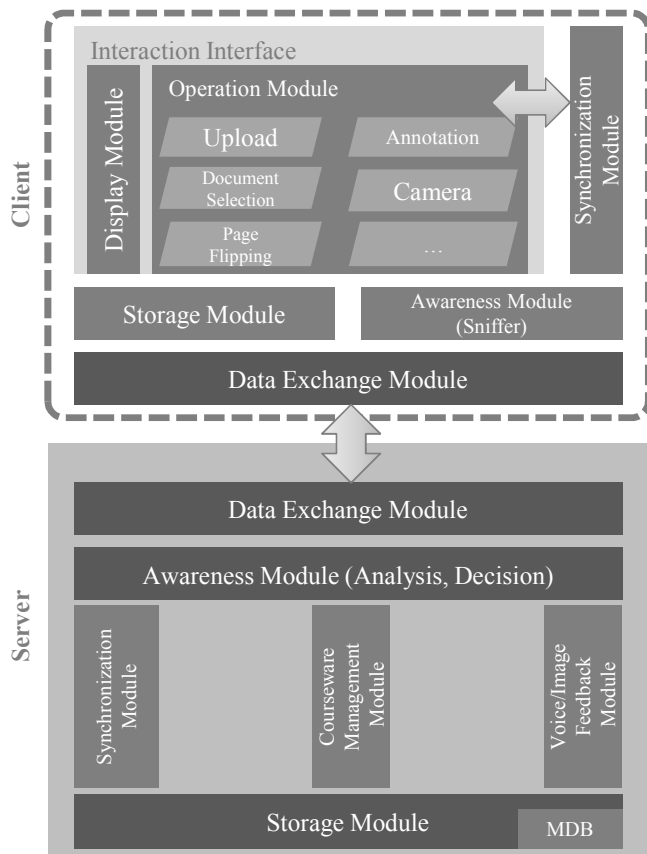 Client
Interaction Interface
Display Module
Operation Module
Upload
Annotation
Document
Selection
Camera
Page
Flipping
…
Synchronization
Module
Storage Module
Awareness Module
(Sniffer)
Data Exchange Module
Server
Data Exchange Module
Awareness Module (Analysis, Decision)
Synchronization
Module
Courseware
Management
Module
Voice/Image
Feedback
Module
Storage Module
MDB